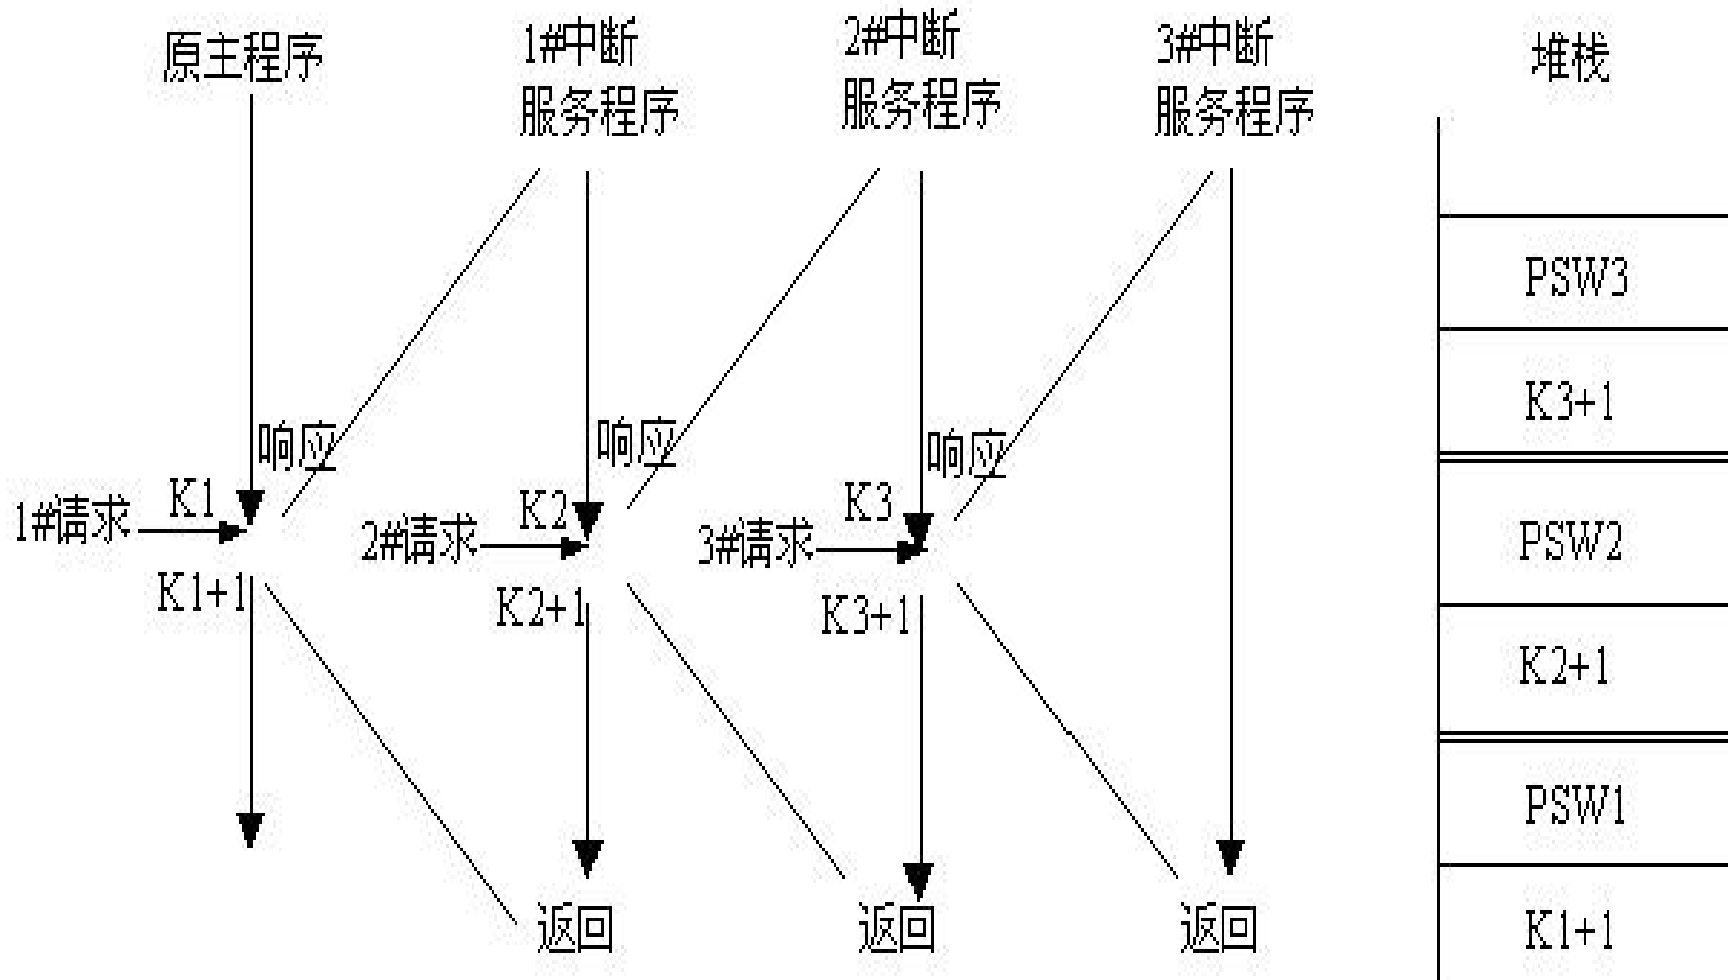 原主程序
1#中断
服务程序
2#中断
服务程序
3#中断
服务程序
堆栈
响应
响应
响应
1#请求
K1
2#请求
K2
3#请求
K3
K1+1
K2+1
K3+1
返回
返回
返回
PSW3
K3+1
PSW2
K2+1
PSW1
K1+1